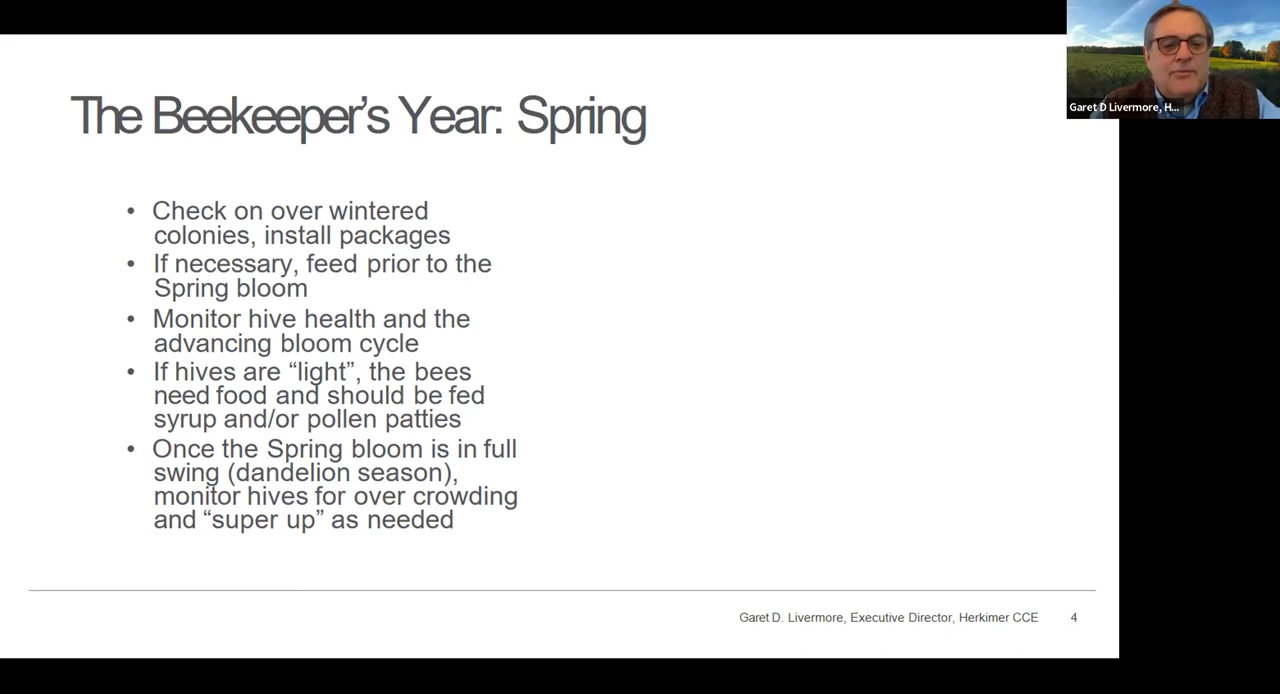 The Beekeeper's Year: Spring
• Check on over wintered
colonies, install packages
• If necessary, feed prior to the
Spring bloom
• Monitor hive health and the
advancing bloom cycle
• If hives are “light”, the bees
need food and should be fed
syrup and/or pollen patties
• Once the Spring bloom is in full
swing (dandelion season),
monitor hives for over crowding
and “super up” as needed
Garet D. Livermore, Executive Director, Herkimer CCE 4
Garet D Livermore, H...